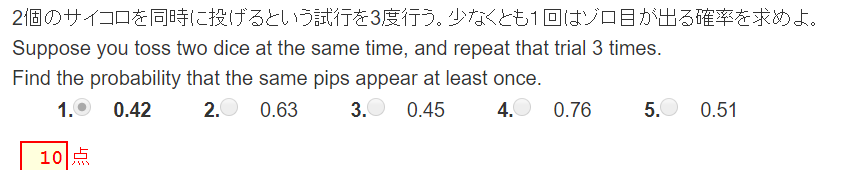 2個のサイコロを同時に投げるという試行を3度行う。少なくとも1回はゾロ目が出る確率を求めよ。
Suppose you toss two dice at the same time, and repeat that trial 3 times.
Find the probability that the same pips appear at least once.
1. 0.42 2. 0.63 3. 0.45 4. 0.76 5. 0.51
10 点